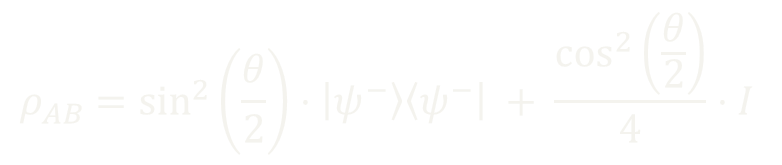 ρ_AB = sin²(θ/2) · |ψ⁻⟩⟨ψ⁻| + cos²(θ/2)/4 · I